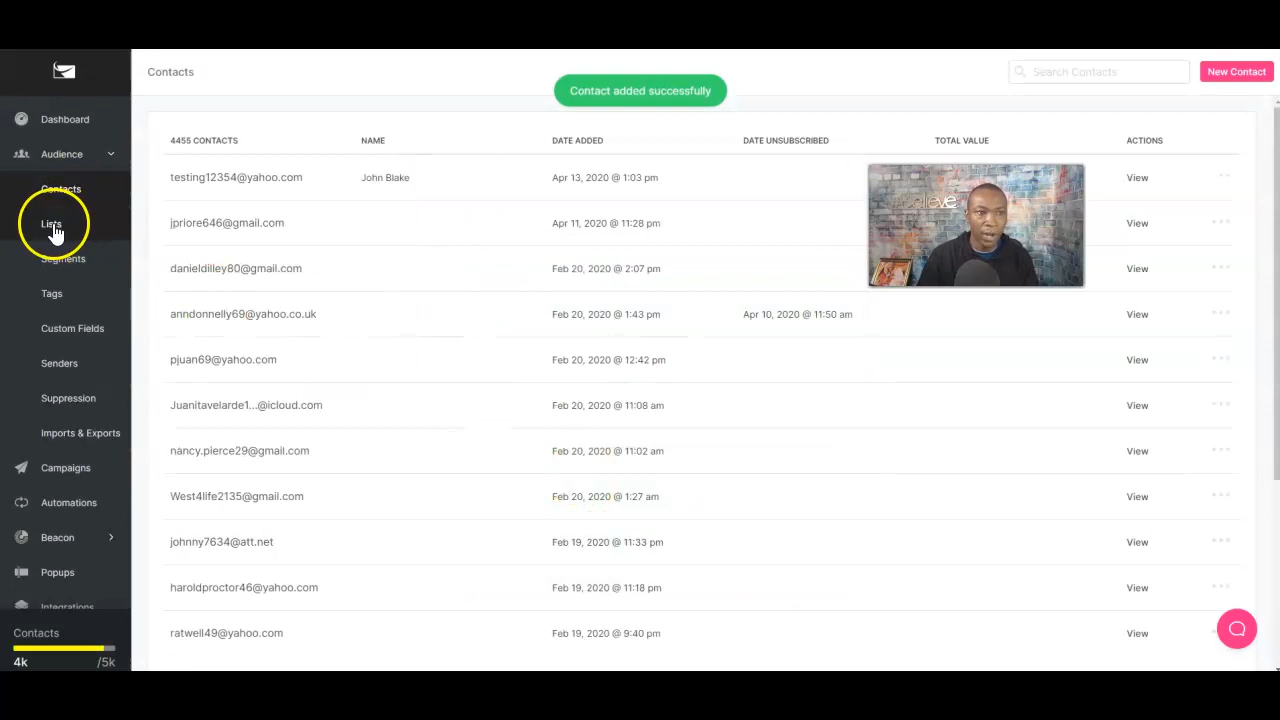 Contacts
Search Contacts
New Contact
Contact added successfully
Dashboard
Audience
Contacts
Lists
Segments
Tags
Custom Fields
Senders
Suppression
Imports & Exports
Campaigns
Automations
Beacon
Popups
Integrations
Contacts
4k /5k
4455 CONTACTS NAME DATE ADDED DATE UNSUBSCRIBED TOTAL VALUE ACTIONS
testing12354@yahoo.com John Blake Apr 13, 2020 @ 1:03 pm View
jpriore646@gmail.com Apr 11, 2020 @ 11:28 pm View
danieldilley80@gmail.com Feb 20, 2020 @ 2:07 pm View
anndonnelly69@yahoo.co.uk Feb 20, 2020 @ 1:43 pm Apr 10, 2020 @ 11:50 am View
pjuan69@yahoo.com Feb 20, 2020 @ 12:42 pm View
Juanitavelarde1...@icloud.com Feb 20, 2020 @ 11:08 am View
nancy.pierce29@gmail.com Feb 20, 2020 @ 11:02 am View
West4life2135@gmail.com Feb 20, 2020 @ 1:27 am View
johnny7634@att.net Feb 19, 2020 @ 11:33 pm View
haroldproctor46@yahoo.com Feb 19, 2020 @ 11:18 pm View
ratwell49@yahoo.com Feb 19, 2020 @ 9:40 pm View